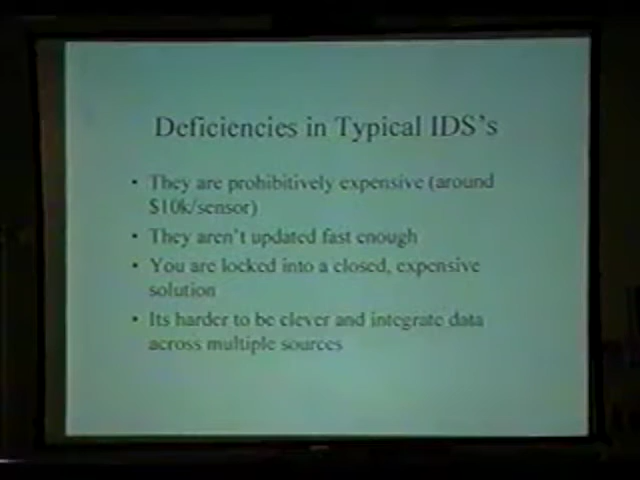 Deficiencies in Typical IDS's
• They are prohibitively expensive (around
$10k/sensor)
• They aren't updated fast enough
• You are locked into a closed, expensive
solution
• Its harder to be clever and integrate data
across multiple sources